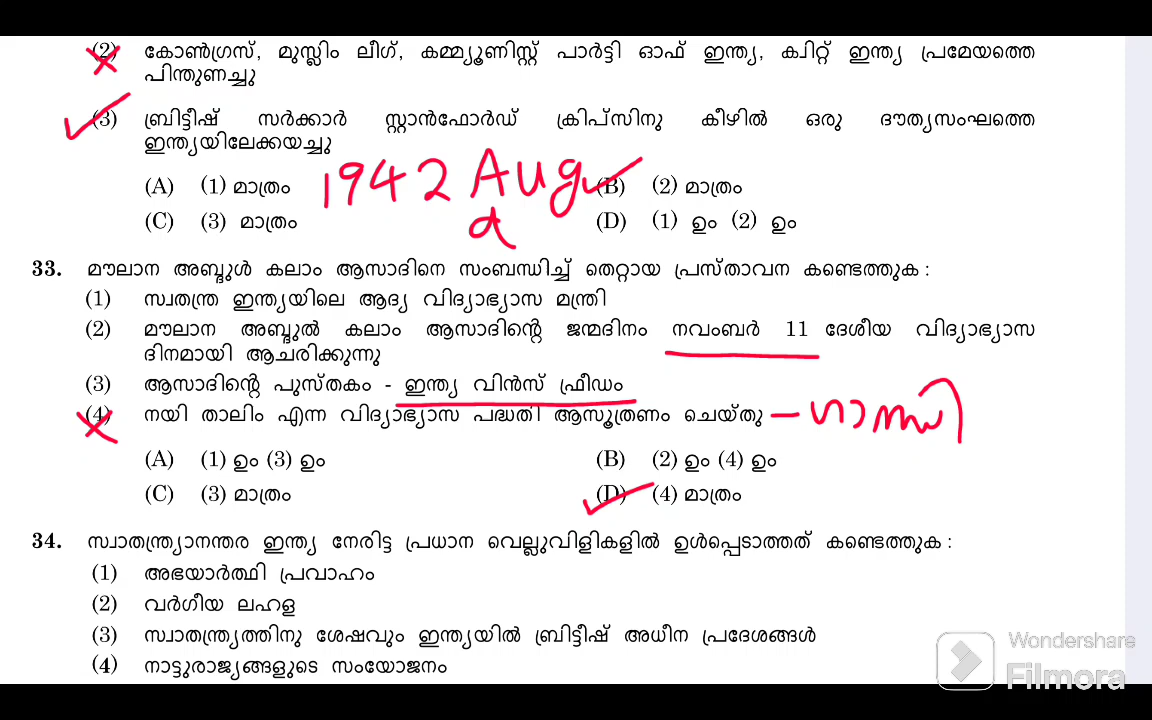 (2) കോൺഗ്രസ്, മുസ്ലിം ലീഗ്, കമ്മ്യൂണിസ്റ്റ് പാർട്ടി ഓഫ് ഇന്ത്യ, ക്വിറ്റ് ഇന്ത്യ പ്രമേയത്തെ
പിന്തുണച്ചു
(3) ബ്രിട്ടീഷ് സർക്കാർ സ്റ്റാൻഫോർഡ് ക്രിപ്സിനു കീഴിൽ ഒരു ദൗത്യസംഘത്തെ
ഇന്ത്യയിലേക്കയച്ചു
1942 Aug
(A) (1) മാത്രം (B) (2) മാത്രം
(C) (3) മാത്രം (D) (1) ഉം (2) ഉം
33. മൗലാന അബ്ദുൾ കലാം ആസാദിനെ സംബന്ധിച്ച് തെറ്റായ പ്രസ്താവന കണ്ടെത്തുക :
(1) സ്വതന്ത്ര ഇന്ത്യയിലെ ആദ്യ വിദ്യാഭ്യാസ മന്ത്രി
(2) മൗലാന അബ്ദുൽ കലാം ആസാദിന്റെ ജന്മദിനം നവംബർ 11 ദേശീയ വിദ്യാഭ്യാസ
ദിനമായി ആചരിക്കുന്നു
(3) ആസാദിന്റെ പുസ്തകം - ഇന്ത്യ വിൻസ് ഫ്രീഡം
(4) നയി താലിം എന്ന വിദ്യാഭ്യാസ പദ്ധതി ആസൂത്രണം ചെയ്തു – ഗാന്ധി
(A) (1) ഉം (3) ഉം (B) (2) ഉം (4) ഉം
(C) (3) മാത്രം (D) (4) മാത്രം
34. സ്വാതന്ത്ര്യാനന്തര ഇന്ത്യ നേരിട്ട പ്രധാന വെല്ലുവിളികളിൽ ഉൾപ്പെടാത്തത് കണ്ടെത്തുക :
(1) അഭയാർത്ഥി പ്രവാഹം
(2) വർഗീയ ലഹള
(3) സ്വാതന്ത്ര്യത്തിനു ശേഷവും ഇന്ത്യയിൽ ബ്രിട്ടീഷ് അധീന പ്രദേശങ്ങൾ
(4) നാട്ടുരാജ്യങ്ങളുടെ സംയോജനം
Wondershare
Filmora